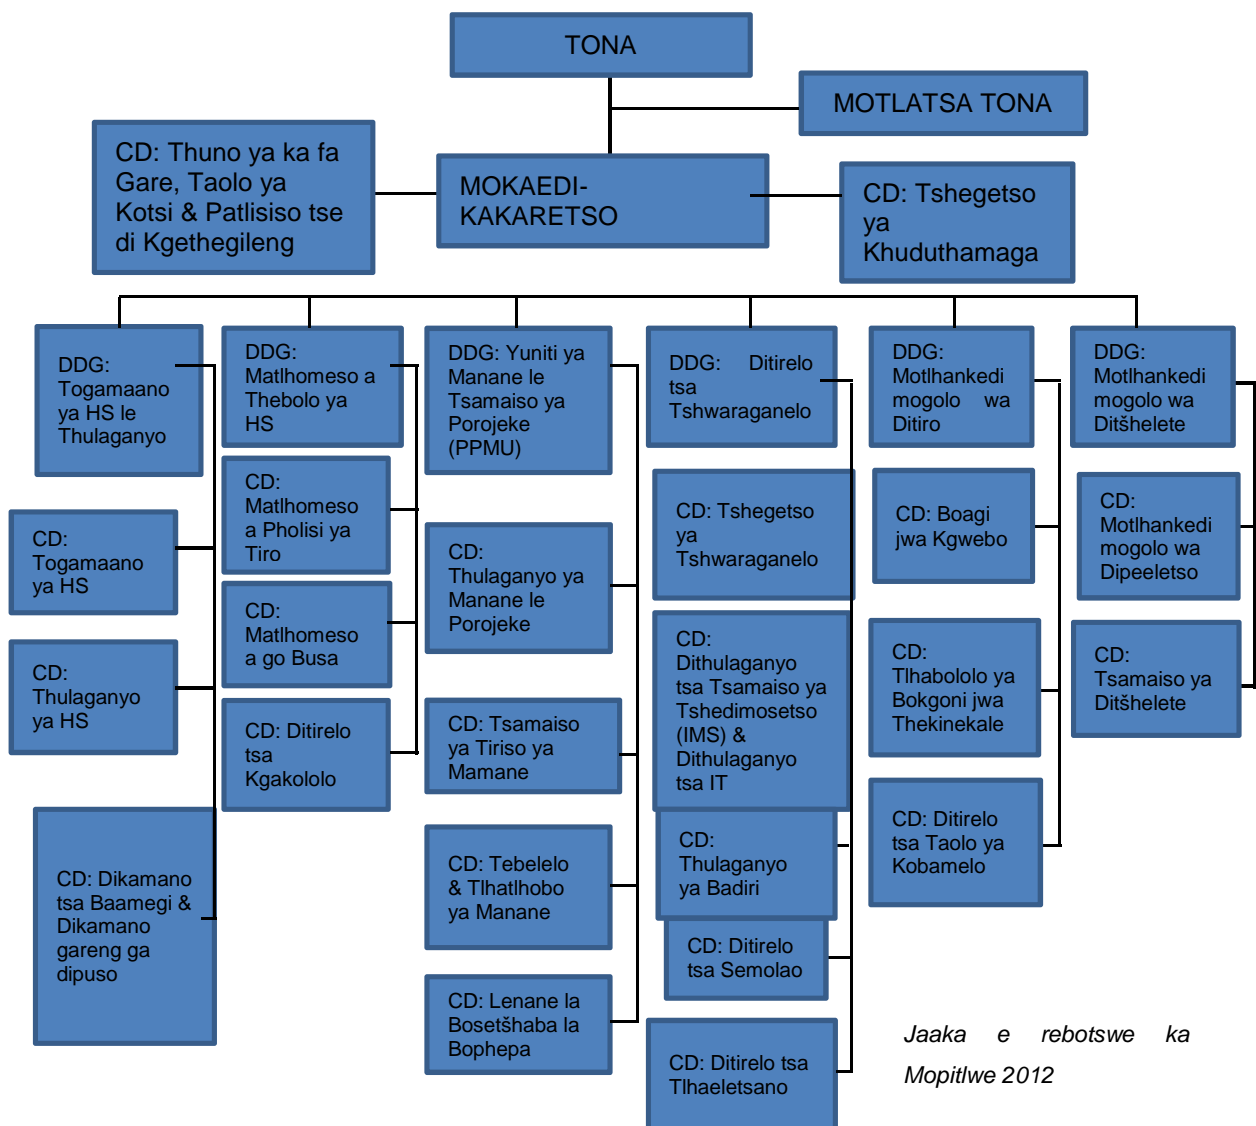 TONA
MOTLATSA TONA
CD: Thuno ya ka fa
Gare, Taolo ya
Kotsi & Patlisiso tse
di Kgethegileng
MOKAEDI-
KAKARETSO
CD: Tshegetso
ya
Khuduthamaga
DDG:
Togamaano
ya HS le
Thulaganyo
CD:
Togamaano
ya HS
CD:
Thulaganyo
ya HS
CD: Dikamano
tsa Baamegi &
Dikamano
gareng ga
dipuso
DDG:
Matlhomeso a
Thebolo ya
HS
CD:
Matlhomeso
a Pholisi ya
Tiro
CD:
Matlhomeso
a go Busa
CD: Ditirelo
tsa
Kgakololo
DDG: Yuniti ya
Manane le
Tsamaiso ya
Porojeke
(PPMU)
CD:
Thulaganyo ya
Manane le
Porojeke
CD: Tsamaiso
ya Tiriso ya
Mamane
CD: Tebelelo
& Tlhatlhobo
ya Manane
CD: Lenane la
Bosetšhaba la
Bophepa
DDG: Ditirelo
tsa
Tshwaraganelo
CD: Tshegetso
ya
Tshwaraganelo
CD:
Dithulaganyo
tsa Tsamaiso ya
Tshedimosetso
(IMS) &
Dithulaganyo
tsa IT
CD:
Thulaganyo
ya Badiri
CD: Ditirelo
tsa Semolao
CD: Ditirelo tsa
Tlhaeletsano
DDG:
Motlhankedi
mogolo wa
Ditiro
CD: Boagi
jwa Kgwebo
CD:
Tlhabololo ya
Bokgoni jwa
Thekinekale
CD: Ditirelo
tsa Taolo ya
Kobamelo
DDG:
Motlhankedi
mogolo wa
Ditšhelete
CD:
Motlhankedi
mogolo wa
Dipeeletso
CD:
Tsamaiso ya
Ditšhelete
Jaaka e rebotswe ka
Mopitlwe 2012